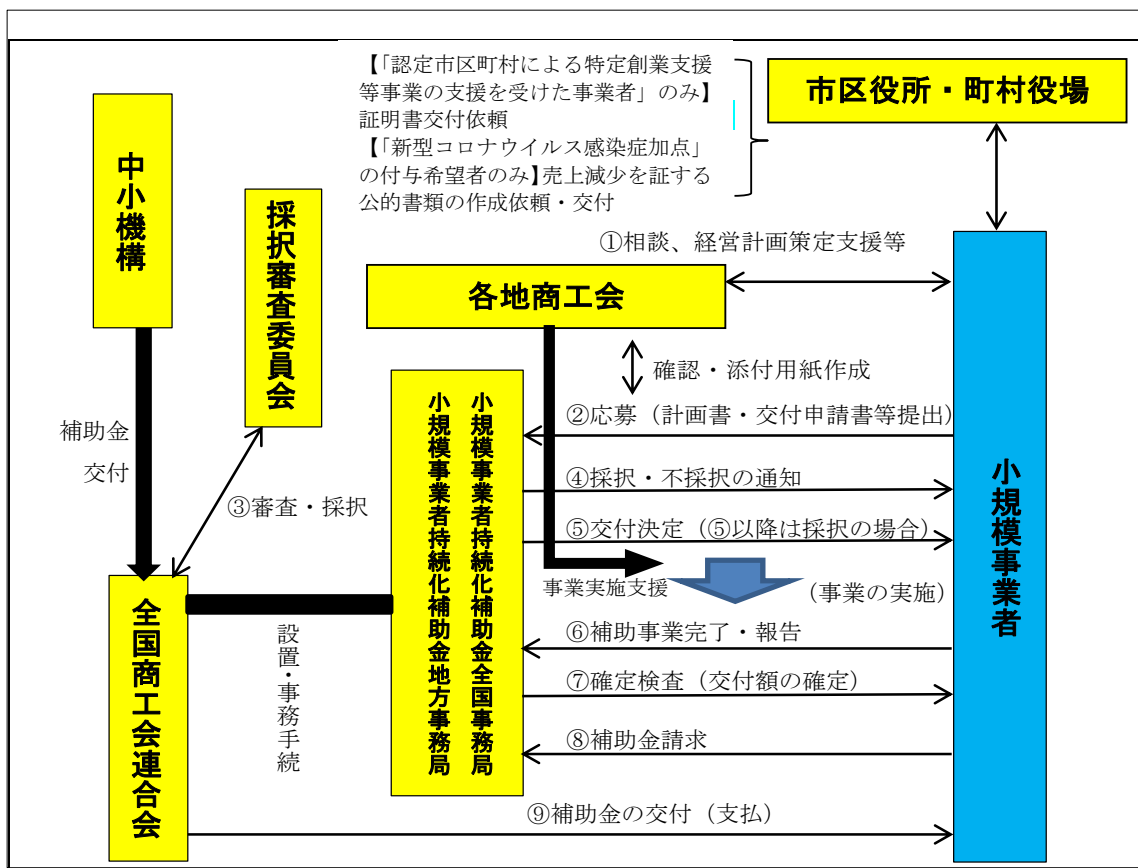 【「認定市区町村による特定創業支援
等事業の支援を受けた事業者」のみ】
証明書交付依頼
【「新型コロナウイルス感染症加点」
の付与希望者のみ】売上減少を証する
公的書類の作成依頼・交付
市区役所・町村役場
中小機構
採択審査委員会
①相談、経営計画策定支援等
各地商工会
確認・添付用紙作成
②応募（計画書・交付申請書等提出）
補助金
交付
③審査・採択
④採択・不採択の通知
⑤交付決定（⑤以降は採択の場合）
事業実施支援
（事業の実施）
小規模事業者持続化補助金全国事務局
小規模事業者持続化補助金地方事務局
小規模事業者
全国商工会連合会
設置・事務手続
⑥補助事業完了・報告
⑦確定検査（交付額の確定）
⑧補助金請求
⑨補助金の交付（支払）